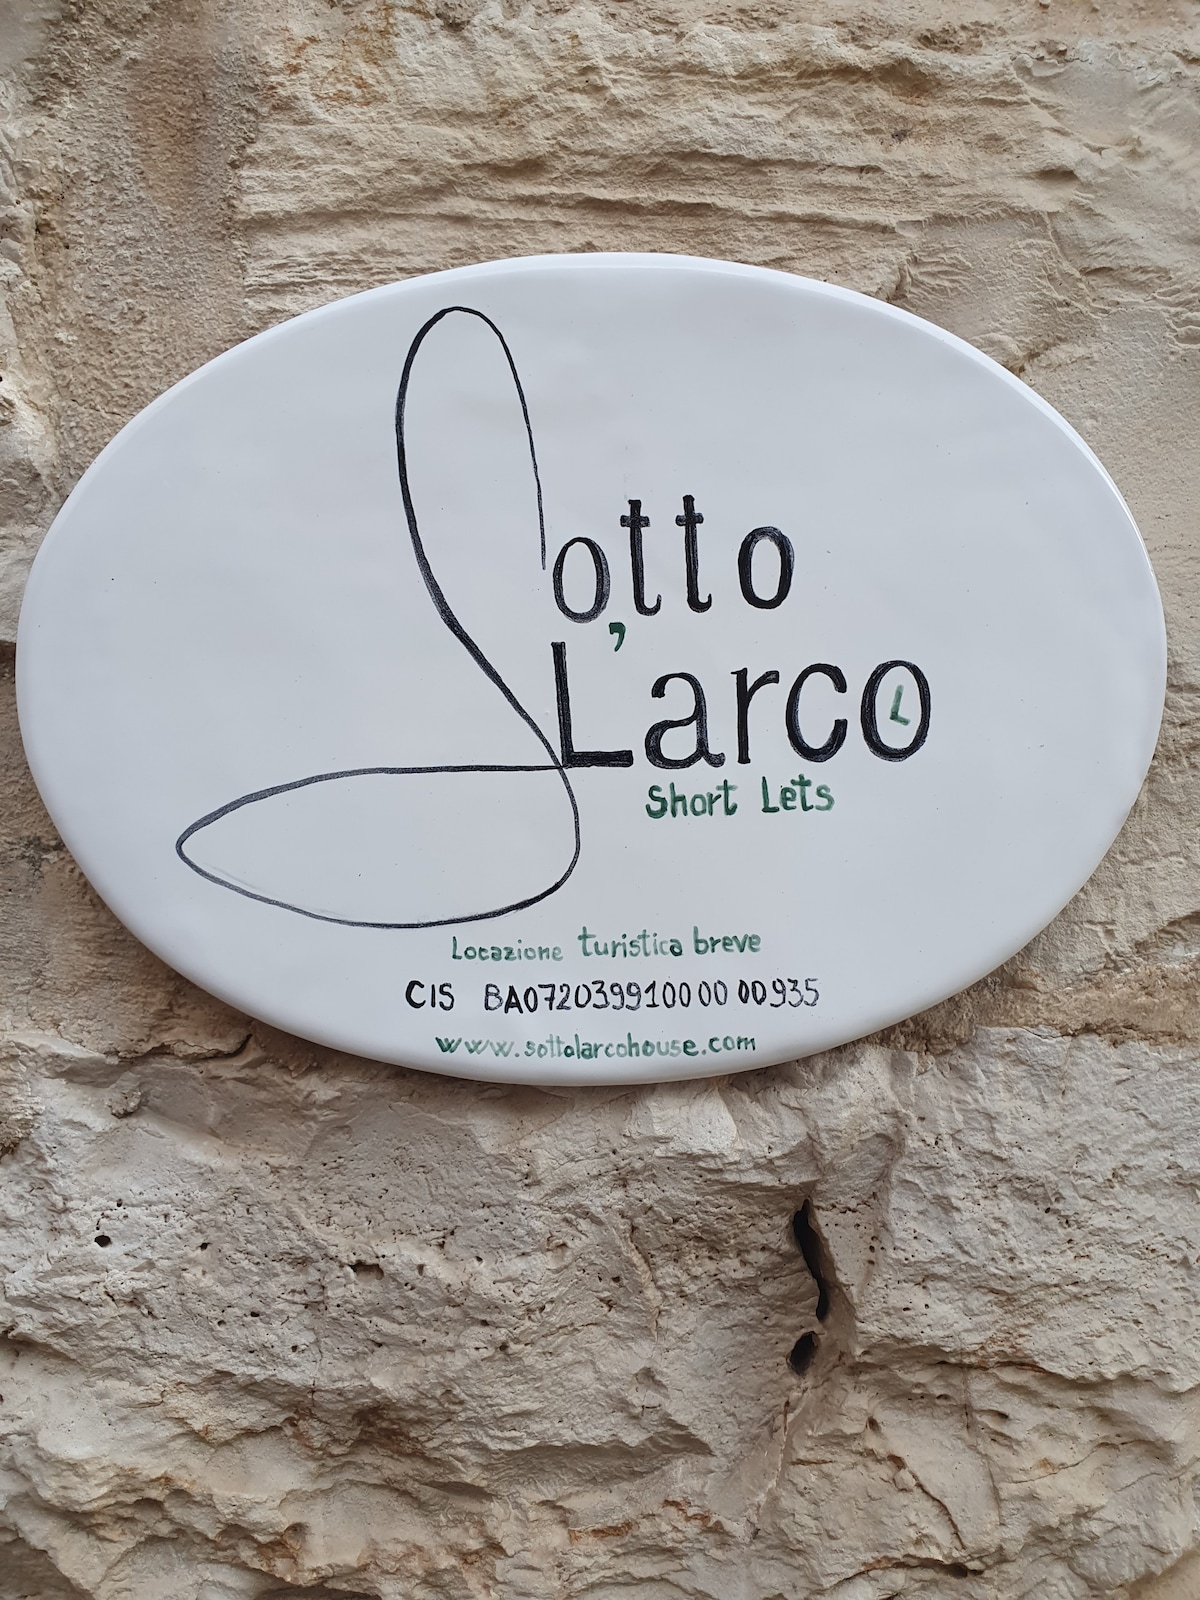 Sotto
L'arco
L
Short Lets
Locazione turistica breve
CIS BA07203991000000935
www.sottolarcohouse.com